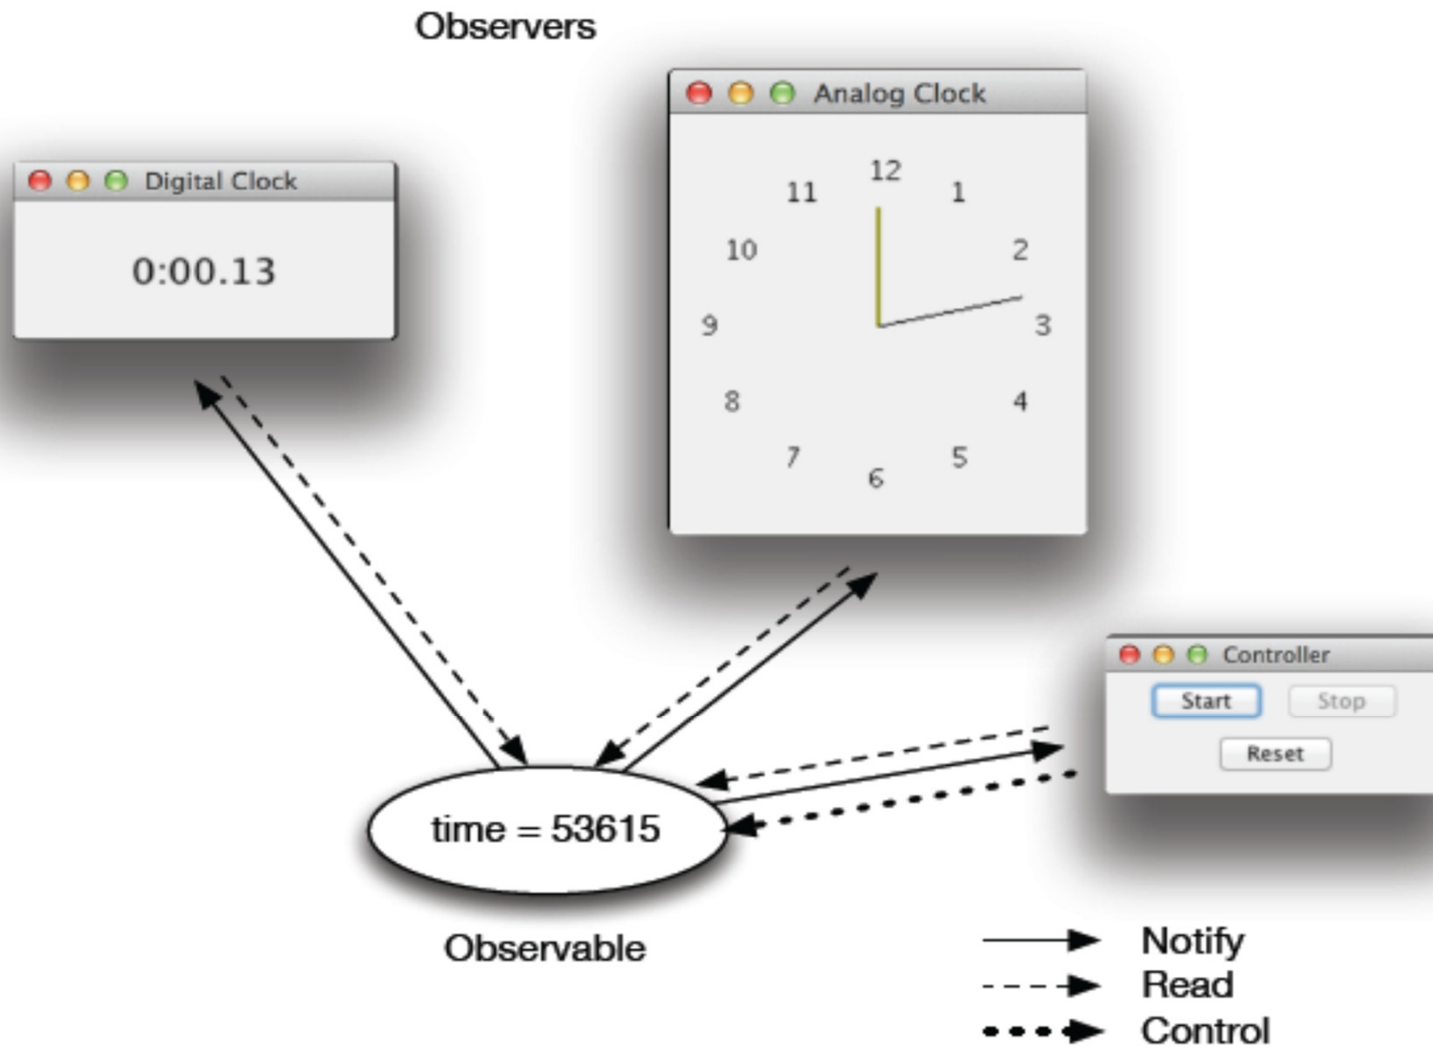 Observers
Digital Clock
0:00.13
Analog Clock
12
11
1
10
2
9
3
8
4
7
5
6
Controller
Start
Stop
Reset
time = 53615
Observable
Notify
Read
Control